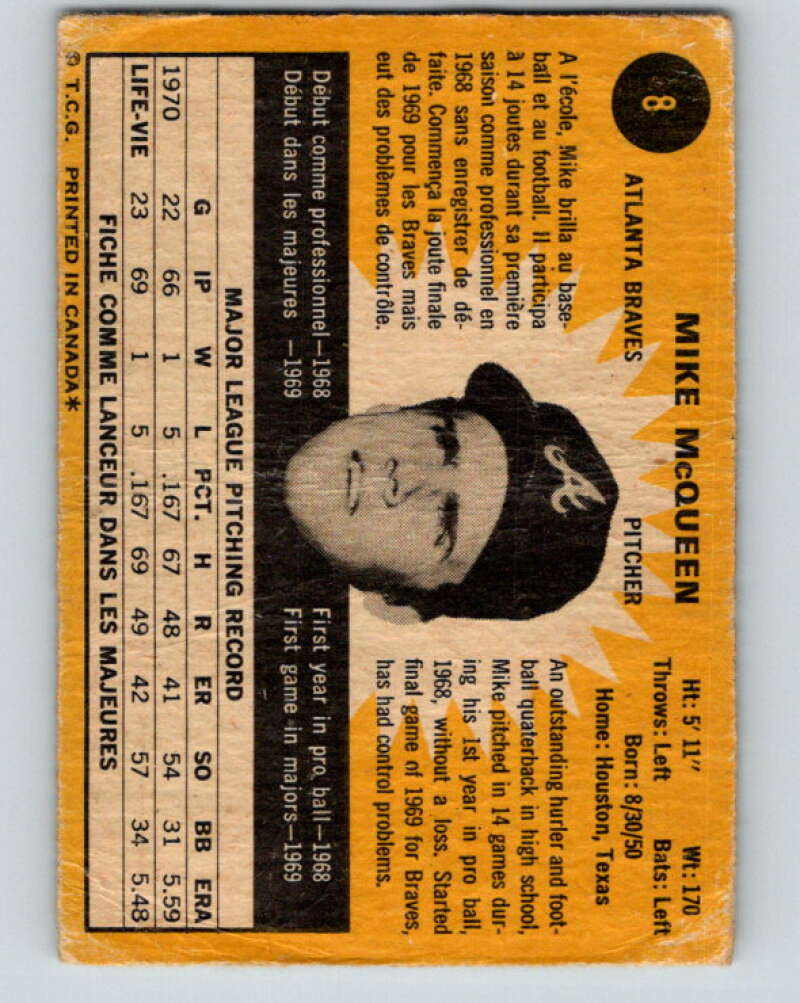 8
MIKE McQUEEN
ATLANTA BRAVES
PITCHER
Ht: 5' 11" Wt: 170
Throws: Left Bats: Left
Born: 8/30/50
Home: Houston, Texas
A l'école, Mike brilla au base-
ball et au football. Il participa
à 14 joutes durant sa première
saison comme professionnel en
1968 sans enregistrer de dé-
faite. Commença la joute finale
de 1969 pour les Braves mais
eut des problèmes de contrôle.
A
An outstanding hurler and foot-
ball quaterback in high school,
Mike pitched in 14 games dur-
ing his 1st year in pro ball,
1968, without a loss. Started
final game of 1969 for Braves,
has had control problems.
Début comme professionnel—1968
Début dans les majeures —1969
First year in pro ball—1968
First game in majors—1969
MAJOR LEAGUE PITCHING RECORD
G IP W L PCT. H R ER SO BB ERA
1970 22 66 1 5 .167 67 48 41 54 31 5.59
LIFE-VIE 23 69 1 5 .167 69 49 42 57 34 5.48
FICHE COMME LANCEUR DANS LES MAJEURES
© T.C.G. PRINTED IN CANADA*